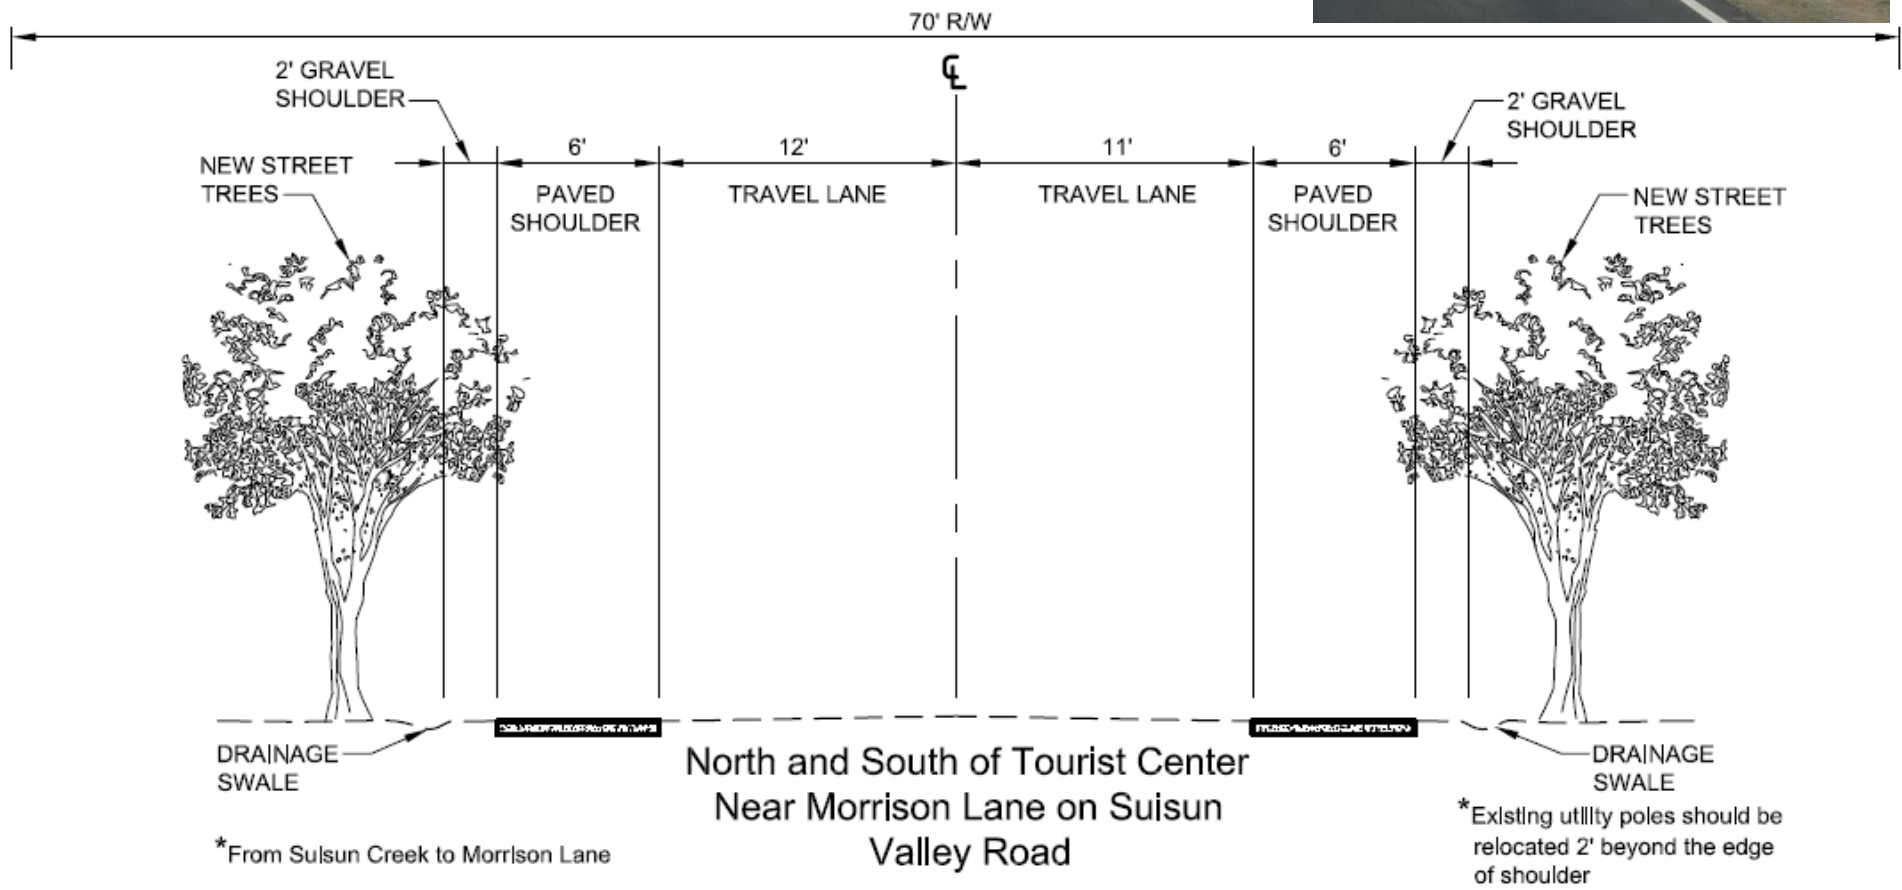 70' R/W
℄
2' GRAVEL
SHOULDER
2' GRAVEL
SHOULDER
6'
12'
11'
6'
NEW STREET
TREES
PAVED
SHOULDER
TRAVEL LANE
TRAVEL LANE
PAVED
SHOULDER
NEW STREET
TREES
DRAINAGE
SWALE
DRAINAGE
SWALE
North and South of Tourist Center
Near Morrison Lane on Suisun
Valley Road
*From Suisun Creek to Morrison Lane
*Existing utility poles should be
relocated 2' beyond the edge
of shoulder